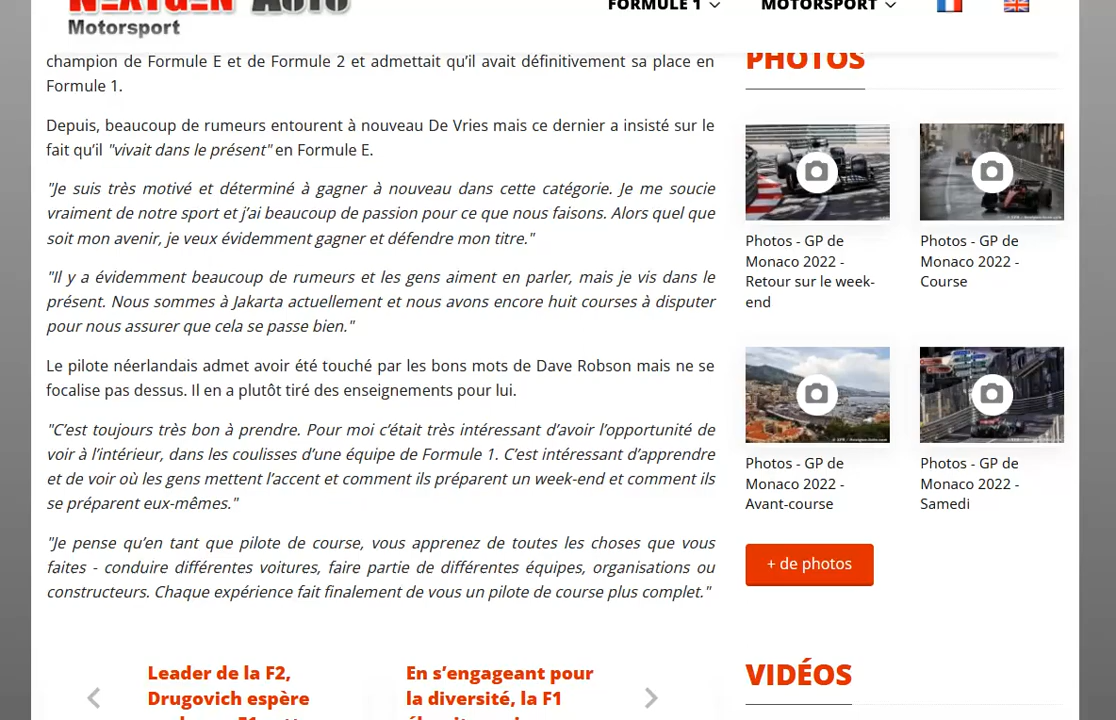 NEXTGEN AUTO
Motorsport
FORMULE 1
MOTORSPORT
champion de Formule E et de Formule 2 et admettait qu'il avait définitivement sa place en
Formule 1.
Depuis, beaucoup de rumeurs entourent à nouveau De Vries mais ce dernier a insisté sur le
fait qu'il "vivait dans le présent" en Formule E.
"Je suis très motivé et déterminé à gagner à nouveau dans cette catégorie. Je me soucie
vraiment de notre sport et j'ai beaucoup de passion pour ce que nous faisons. Alors quel que
soit mon avenir, je veux évidemment gagner et défendre mon titre."
"Il y a évidemment beaucoup de rumeurs et les gens aiment en parler, mais je vis dans le
présent. Nous sommes à Jakarta actuellement et nous avons encore huit courses à disputer
pour nous assurer que cela se passe bien."
Le pilote néerlandais admet avoir été touché par les bons mots de Dave Robson mais ne se
focalise pas dessus. Il en a plutôt tiré des enseignements pour lui.
"C'est toujours très bon à prendre. Pour moi c'était très intéressant d'avoir l'opportunité de
voir à l'intérieur, dans les coulisses d'une équipe de Formule 1. C'est intéressant d'apprendre
et de voir où les gens mettent l'accent et comment ils préparent un week-end et comment ils
se préparent eux-mêmes."
"Je pense qu'en tant que pilote de course, vous apprenez de toutes les choses que vous
faites - conduire différentes voitures, faire partie de différentes équipes, organisations ou
constructeurs. Chaque expérience fait finalement de vous un pilote de course plus complet."
Leader de la F2,
Drugovich espère
En s'engageant pour
la diversité, la F1
PHOTOS
Photos - GP de
Monaco 2022 -
Retour sur le week-
end
Photos - GP de
Monaco 2022 -
Course
Photos - GP de
Monaco 2022 -
Avant-course
Photos - GP de
Monaco 2022 -
Samedi
+ de photos
VIDÉOS